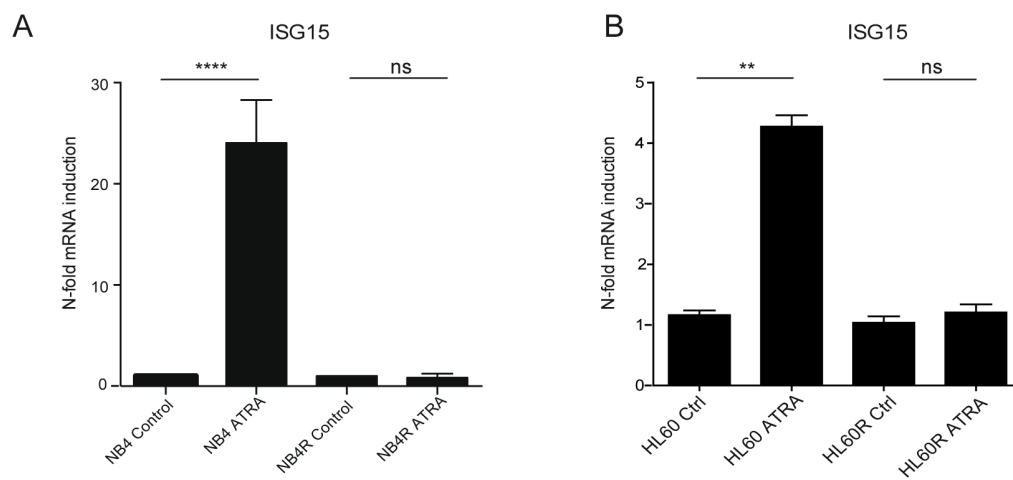 A
ISG15
****
ns
N-fold mRNA induction
30
20
10
0
NB4 Control
NB4 ATRA
NB4R Control
NB4R ATRA
B
ISG15
**
ns
N-fold mRNA induction
5
4
3
2
1
0
HL60 Ctrl
HL60 ATRA
HL60R Ctrl
HL60R ATRA